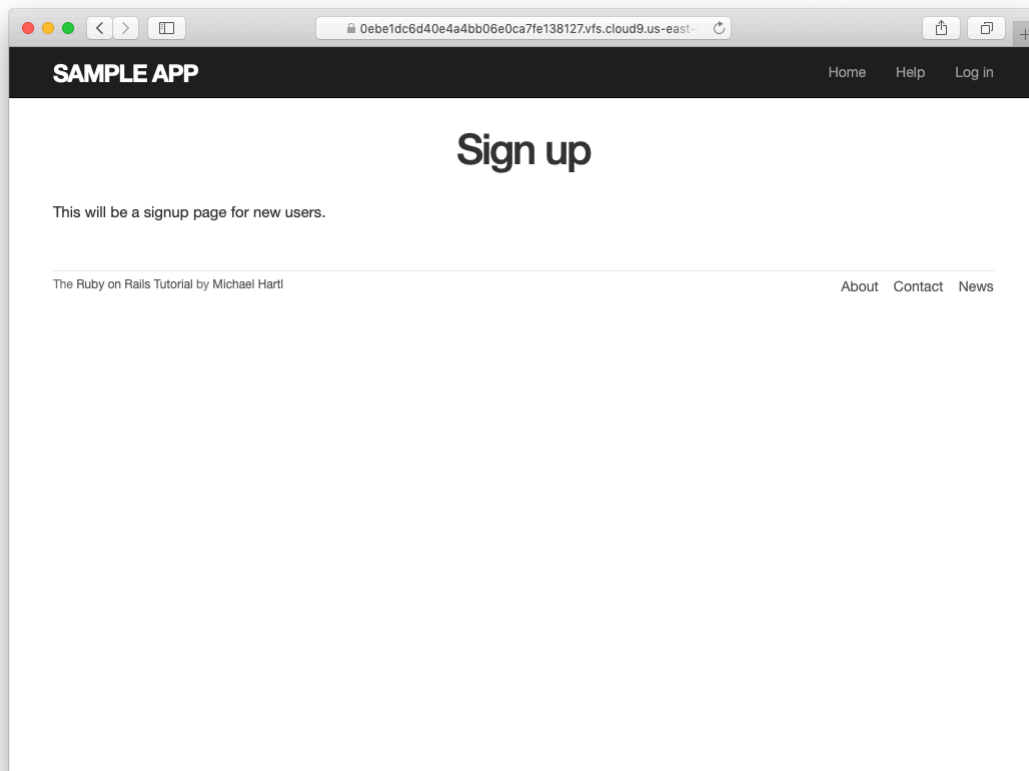 0ebe1dc6d40e4a4bb06e0ca7fe138127.vfs.cloud9.us-east-
SAMPLE APP Home Help Log in
Sign up
This will be a signup page for new users.
The Ruby on Rails Tutorial by Michael Hartl About Contact News